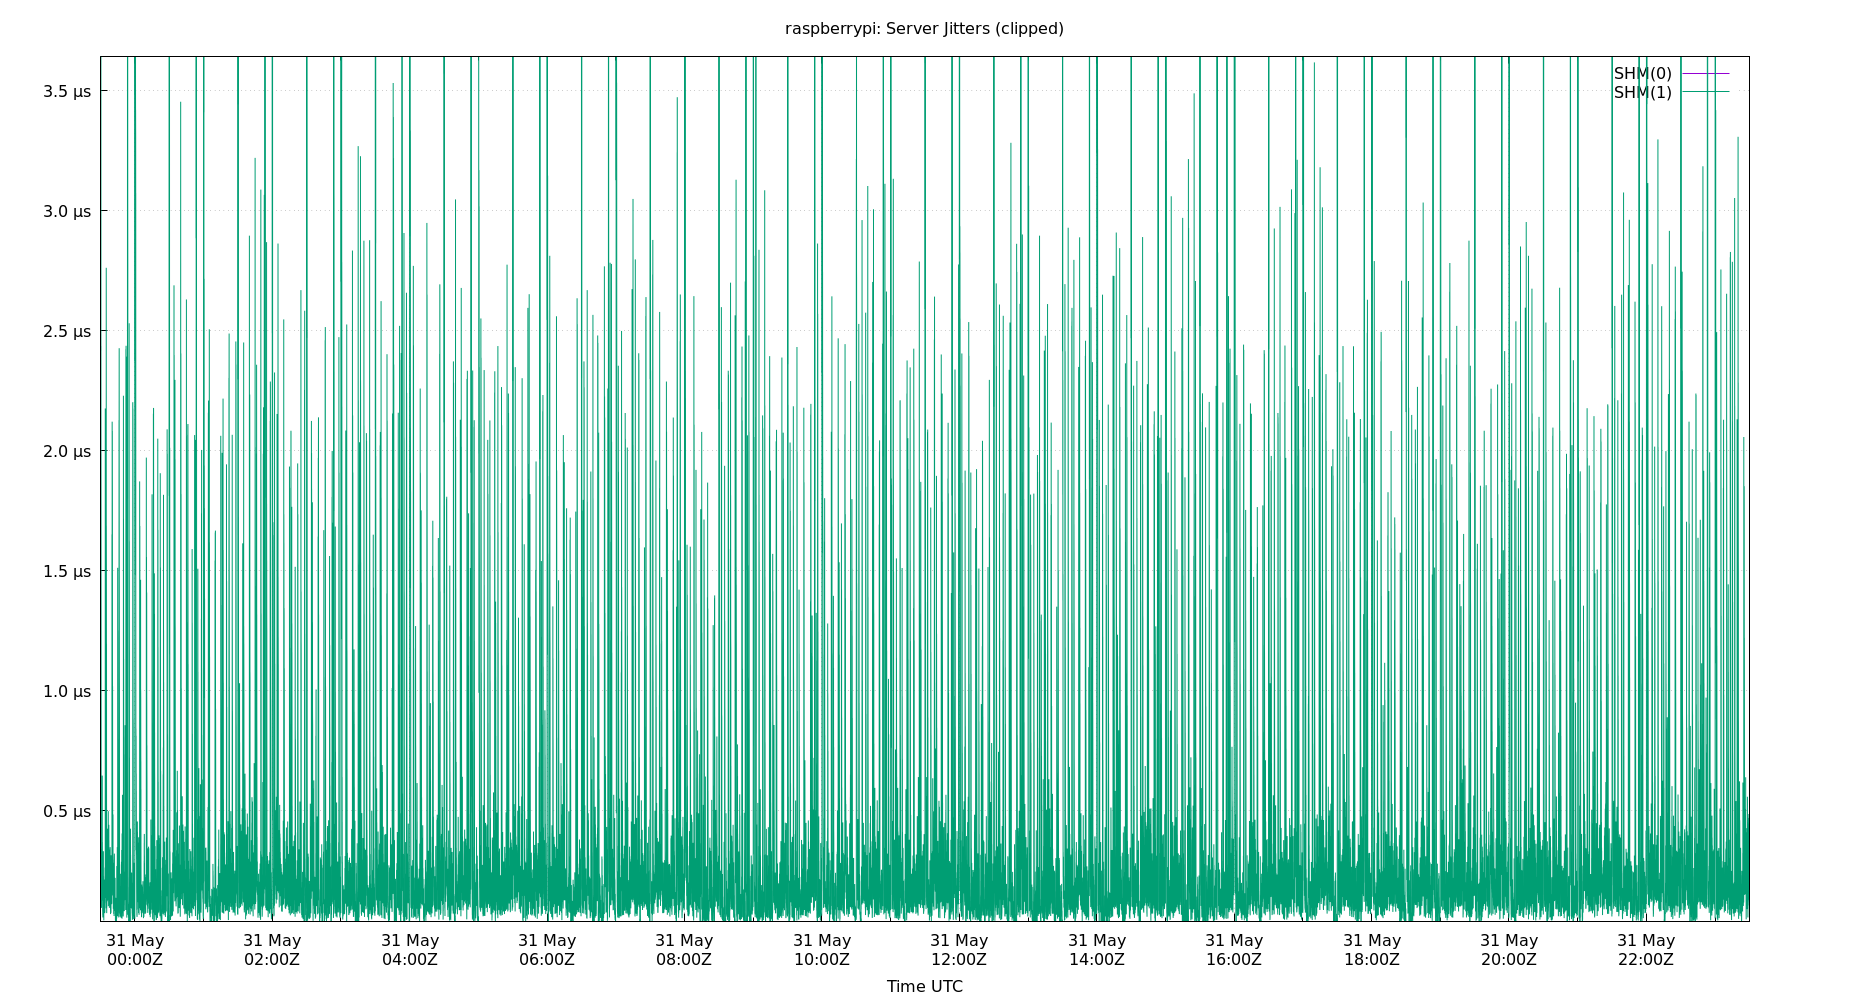 raspberrypi: Server Jitters (clipped)
SHM(0)
SHM(1)
3.5 µs
3.0 µs
2.5 µs
2.0 µs
1.5 µs
1.0 µs
0.5 µs
31 May 31 May 31 May 31 May 31 May 31 May 31 May 31 May 31 May 31 May 31 May 31 May
00:00Z 02:00Z 04:00Z 06:00Z 08:00Z 10:00Z 12:00Z 14:00Z 16:00Z 18:00Z 20:00Z 22:00Z
Time UTC